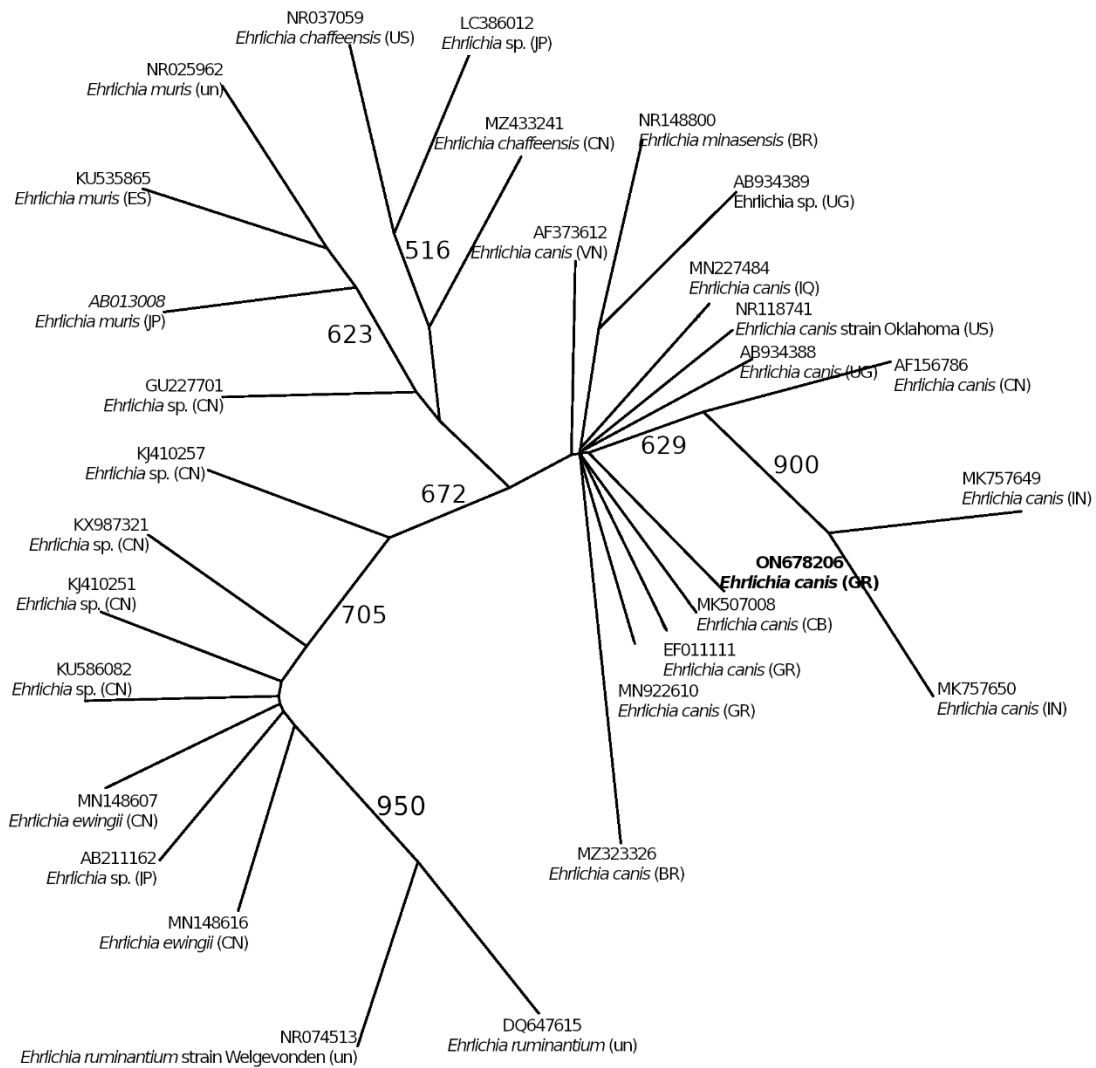 NR037059
Ehrlichia chaffeensis (US)
LC386012
Ehrlichia sp. (JP)
NR025962
Ehrlichia muris (un)
MZ433241
Ehrlichia chaffeensis (CN)
NR148800
Ehrlichia minasensis (BR)
KU535865
Ehrlichia muris (ES)
AB934389
Ehrlichia sp. (UG)
AF373612
Ehrlichia canis (VN)
516
MN227484
Ehrlichia canis (IQ)
AB013008
Ehrlichia muris (JP)
NR118741
Ehrlichia canis strain Oklahoma (US)
623
AB934388
Ehrlichia canis (UG)
AF156786
Ehrlichia canis (CN)
GU227701
Ehrlichia sp. (CN)
629
900
KJ410257
Ehrlichia sp. (CN)
672
MK757649
Ehrlichia canis (IN)
KX987321
Ehrlichia sp. (CN)
ON678206
Ehrlichia canis (GR)
KJ410251
Ehrlichia sp. (CN)
705
MK507008
Ehrlichia canis (CB)
EF011111
Ehrlichia canis (GR)
KU586082
Ehrlichia sp. (CN)
MN922610
Ehrlichia canis (GR)
MK757650
Ehrlichia canis (IN)
MN148607
Ehrlichia ewingii (CN)
950
AB211162
Ehrlichia sp. (JP)
MZ323326
Ehrlichia canis (BR)
MN148616
Ehrlichia ewingii (CN)
NR074513
Ehrlichia ruminantium strain Welgevonden (un)
DQ647615
Ehrlichia ruminantium (un)